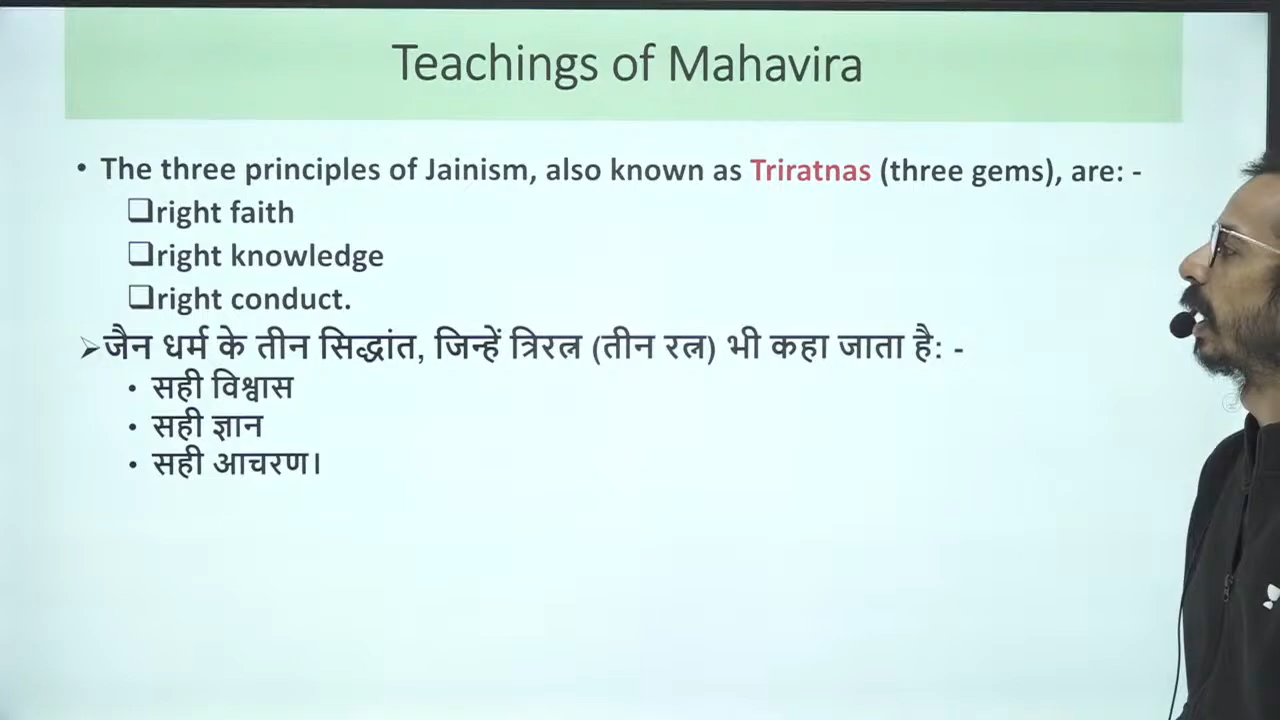 Teachings of Mahavira
• The three principles of Jainism, also known as Triratnas (three gems), are: -
❑right faith
❑right knowledge
❑right conduct.
➢जैन धर्म के तीन सिद्धांत, जिन्हें त्रिरत्न (तीन रत्न) भी कहा जाता है: -
• सही विश्वास
• सही ज्ञान
• सही आचरण।